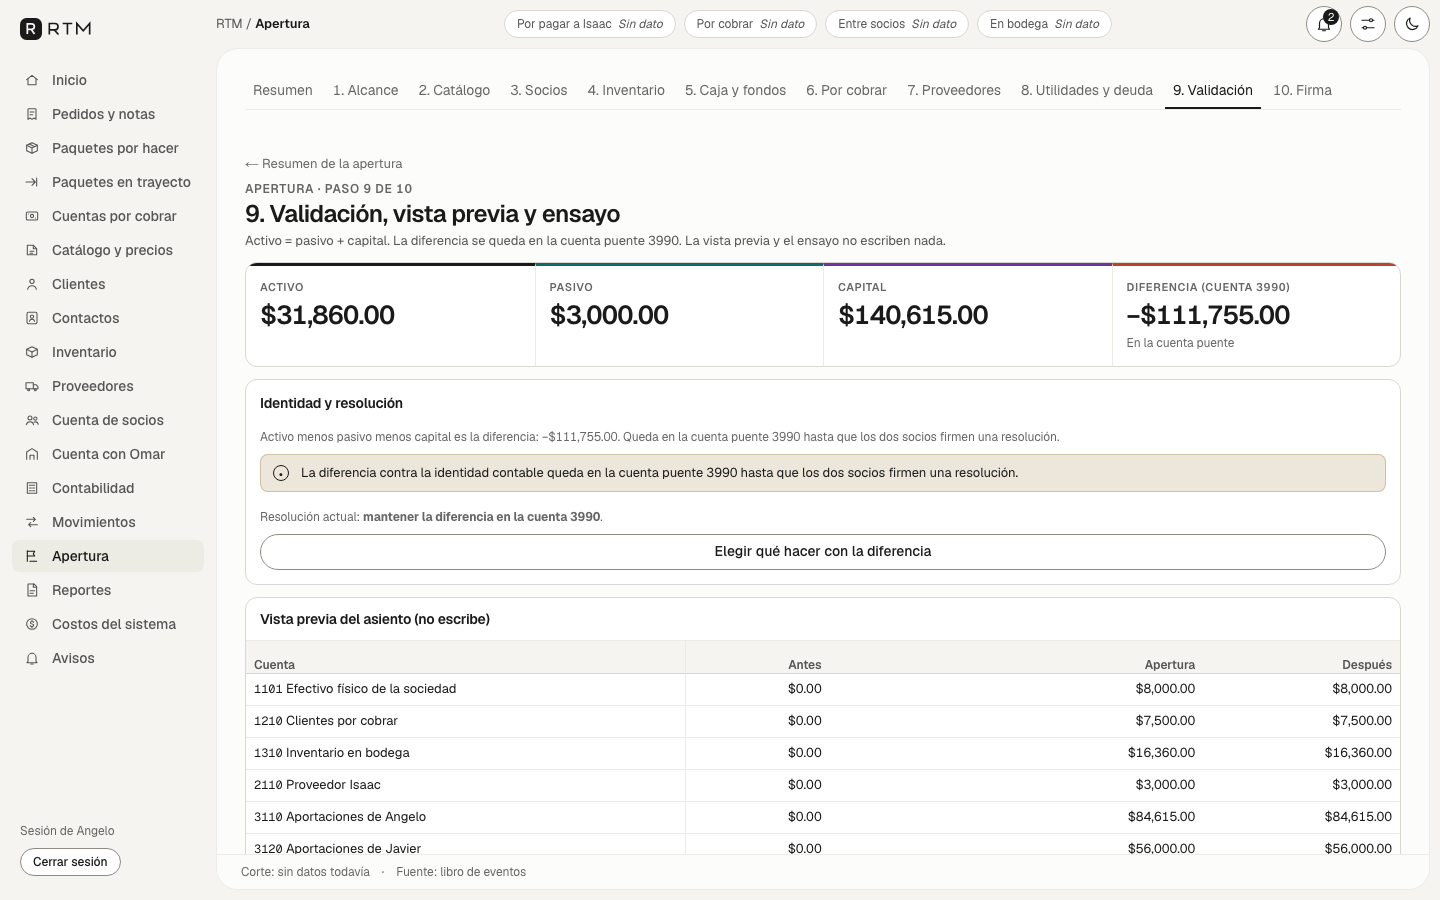 R RTM
Inicio
Pedidos y notas
Paquetes por hacer
Paquetes en trayecto
Cuentas por cobrar
Catálogo y precios
Clientes
Contactos
Inventario
Proveedores
Cuenta de socios
Cuenta con Omar
Contabilidad
Movimientos
Apertura
Reportes
Costos del sistema
Avisos
Sesión de Angelo
Cerrar sesión
RTM / Apertura
Por pagar a Isaac Sin dato
Por cobrar Sin dato
Entre socios Sin dato
En bodega Sin dato
2
Resumen 1. Alcance 2. Catálogo 3. Socios 4. Inventario 5. Caja y fondos 6. Por cobrar 7. Proveedores 8. Utilidades y deuda 9. Validación 10. Firma
← Resumen de la apertura
APERTURA · PASO 9 DE 10
9. Validación, vista previa y ensayo
Activo = pasivo + capital. La diferencia se queda en la cuenta puente 3990. La vista previa y el ensayo no escriben nada.
ACTIVO
$31,860.00
PASIVO
$3,000.00
CAPITAL
$140,615.00
DIFERENCIA (CUENTA 3990)
−$111,755.00
En la cuenta puente
Identidad y resolución
Activo menos pasivo menos capital es la diferencia: −$111,755.00. Queda en la cuenta puente 3990 hasta que los dos socios firmen una resolución.
La diferencia contra la identidad contable queda en la cuenta puente 3990 hasta que los dos socios firmen una resolución.
Resolución actual: mantener la diferencia en la cuenta 3990.
Elegir qué hacer con la diferencia
Vista previa del asiento (no escribe)
Cuenta Antes Apertura Después
1101 Efectivo físico de la sociedad $0.00 $8,000.00 $8,000.00
1210 Clientes por cobrar $0.00 $7,500.00 $7,500.00
1310 Inventario en bodega $0.00 $16,360.00 $16,360.00
2110 Proveedor Isaac $0.00 $3,000.00 $3,000.00
3110 Aportaciones de Angelo $0.00 $84,615.00 $84,615.00
3120 Aportaciones de Javier $0.00 $56,000.00 $56,000.00
Corte: sin datos todavía · Fuente: libro de eventos